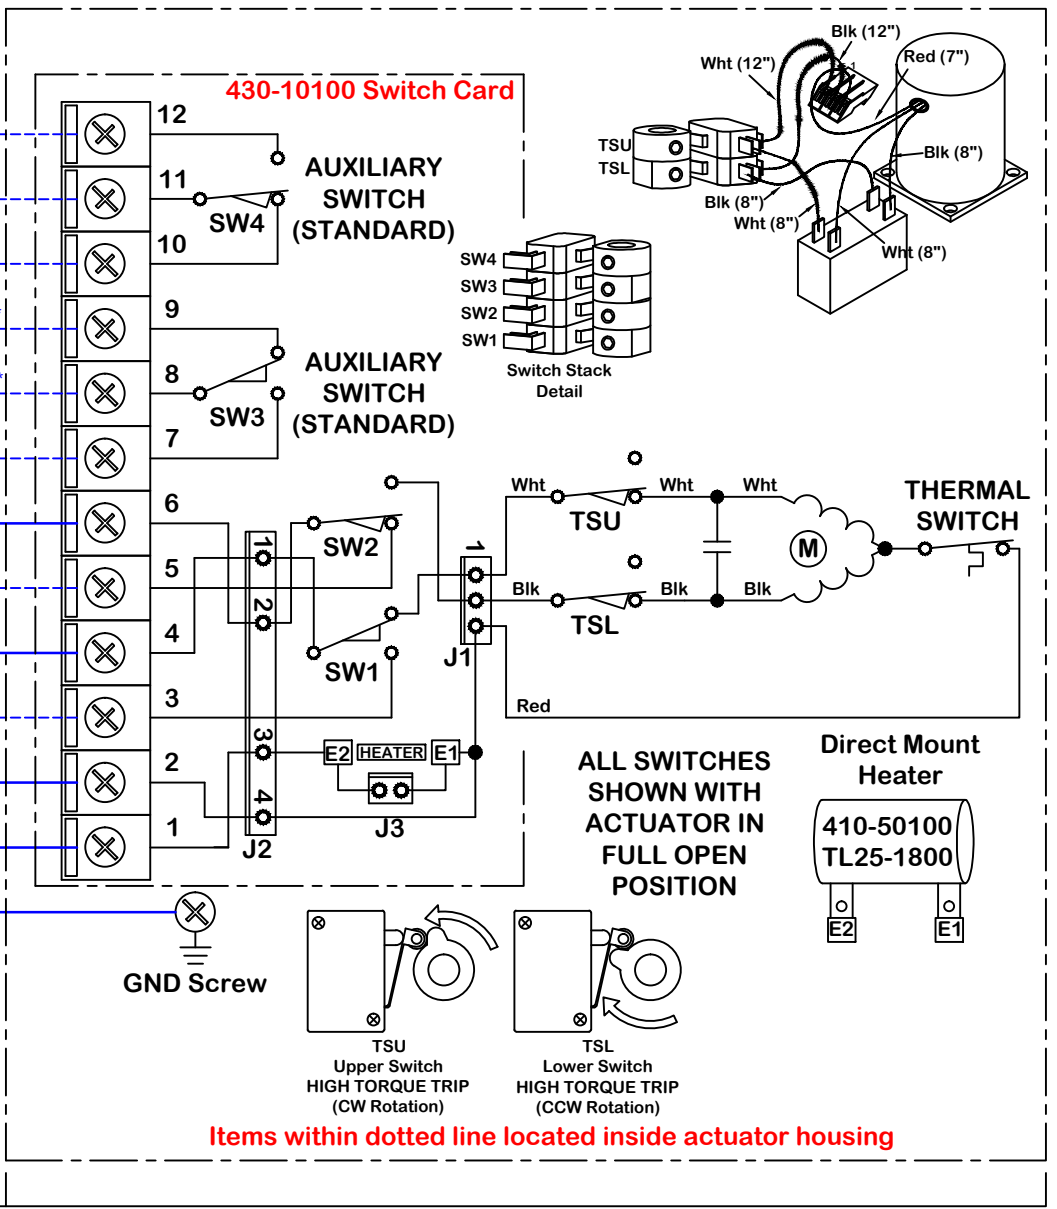 430-10100 Switch Card
12
11
10
9
8
7
6
5
4
3
2
1
AUXILIARY
SWITCH
(STANDARD)
SW4
AUXILIARY
SWITCH
(STANDARD)
SW3
SW2
SW1
1
2
3
4
J2
1
J1
E2
HEATER
E1
J3
Blk (12")
Wht (12")
Red (7")
TSU
TSL
Blk (8")
Blk (8")
Wht (8")
Wht (8")
SW4
SW3
SW2
SW1
Switch Stack
Detail
Wht
TSU
Wht
Wht
Blk
TSL
Blk
Blk
M
THERMAL
SWITCH
Red
ALL SWITCHES
SHOWN WITH
ACTUATOR IN
FULL OPEN
POSITION
Direct Mount
Heater
410-50100
TL25-1800
E2
E1
GND Screw
TSU
Upper Switch
HIGH TORQUE TRIP
(CW Rotation)
TSL
Lower Switch
HIGH TORQUE TRIP
(CCW Rotation)
Items within dotted line located inside actuator housing